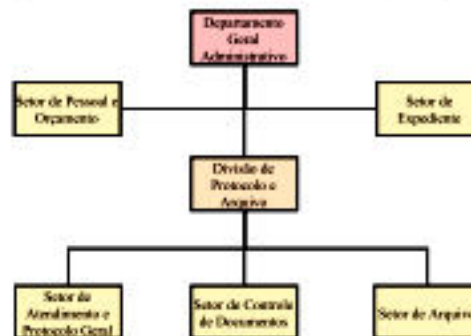 Departamento
Geral
Administrativo
Setor de Pessoal e
Orçamento
Setor de
Expediente
Divisão de
Protocolo e
Arquivo
Setor de
Atendimento e
Protocolo Geral
Setor de Controle
de Documentos
Setor de Arquivo